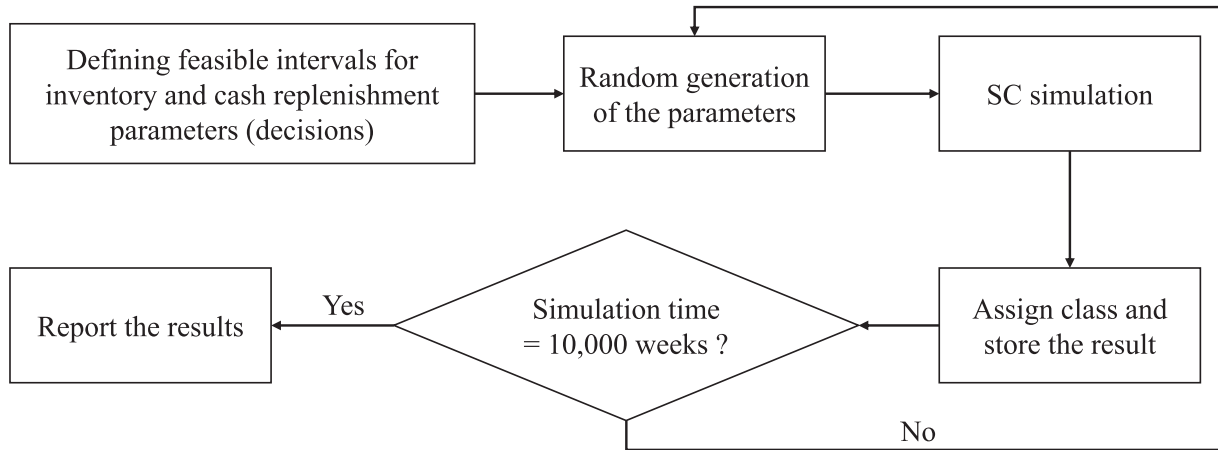 Defining feasible intervals for
inventory and cash replenishment
parameters (decisions)
Random generation
of the parameters
SC simulation
Assign class and
store the result
Simulation time
= 10,000 weeks ?
Yes
Report the results
No